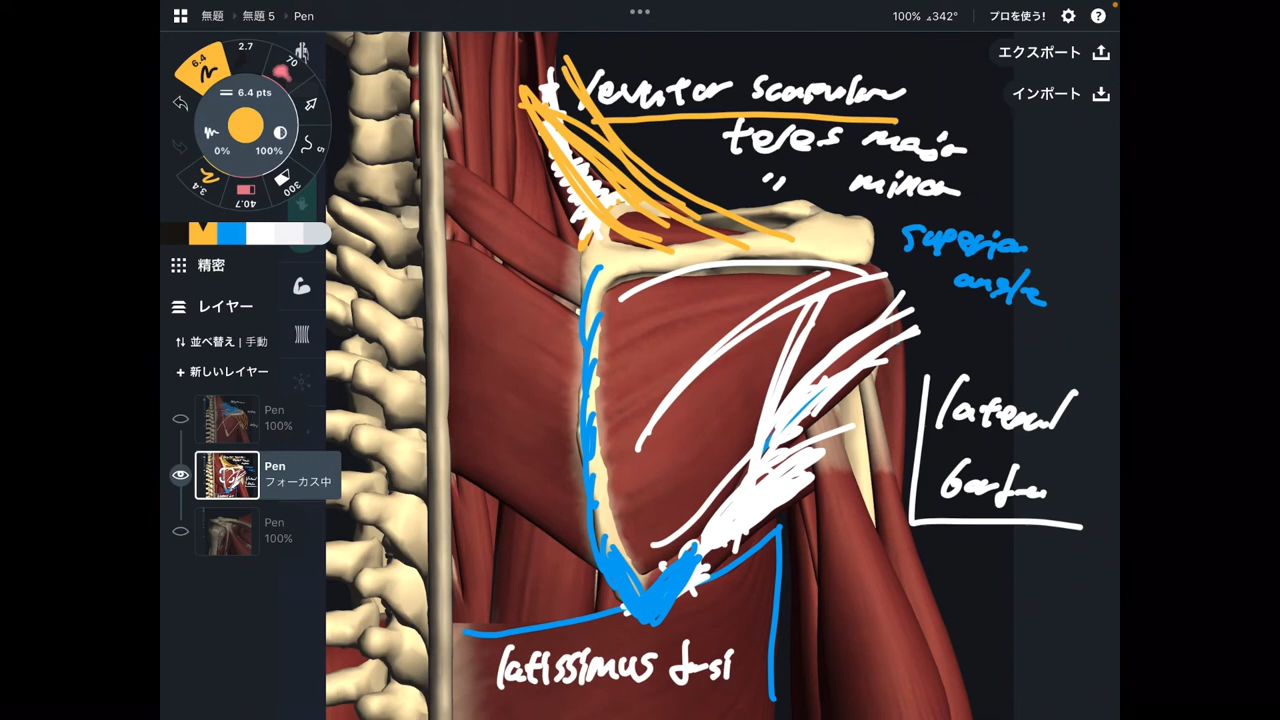 無題 › 無題 5 › Pen
100% ⦟342°
プロを使う!
エクスポート
インポート
2.7
6.4
70
6.4 pts
0%
100%
5
3.4
40.7
300
精密
レイヤー
並べ替え | 手動
新しいレイヤー
Pen
100%
Pen
フォーカス中
Pen
100%
levator scapular
teres major
〃 minor
superior
angle
lateral
border
latissimus dorsi